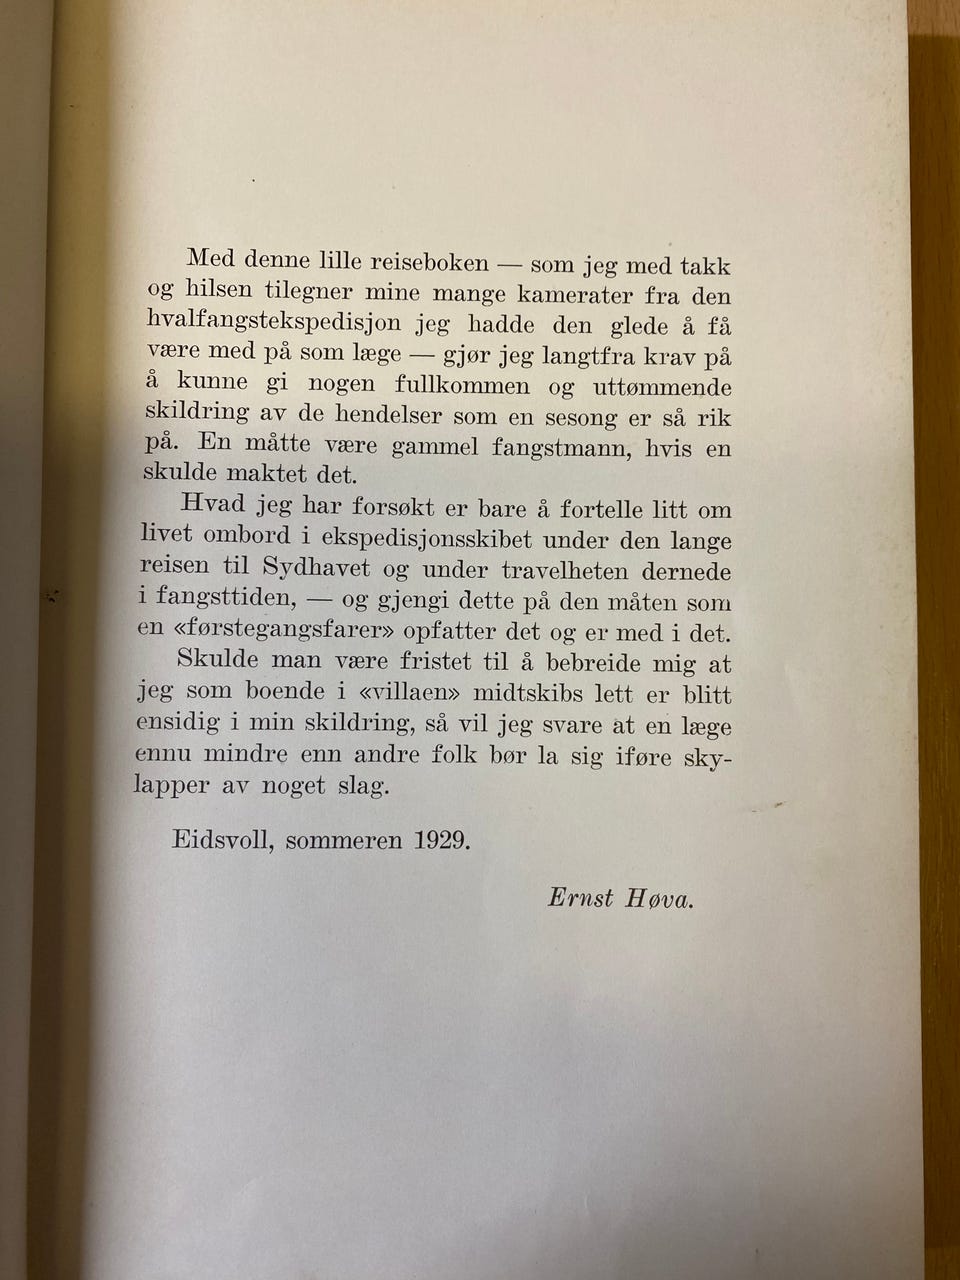 Med denne lille reiseboken — som jeg med takk
og hilsen tilegner mine mange kamerater fra den
hvalfangstekspedisjon jeg hadde den glede å få
være med på som læge — gjør jeg langtfra krav på
å kunne gi nogen fullkommen og uttømmende
skildring av de hendelser som en sesong er så rik
på. En måtte være gammel fangstmann, hvis en
skulde maktet det.
Hvad jeg har forsøkt er bare å fortelle litt om
livet ombord i ekspedisjonsskibet under den lange
reisen til Sydhavet og under travelheten dernede
i fangsttiden, — og gjengi dette på den måten som
en «førstegangsfarer» opfatter det og er med i det.
Skulde man være fristet til å bebreide mig at
jeg som boende i «villaen» midtskibs lett er blitt
ensidig i min skildring, så vil jeg svare at en læge
ennu mindre enn andre folk bør la sig iføre sky-
lapper av noget slag.
Eidsvoll, sommeren 1929.
Ernst Høva.